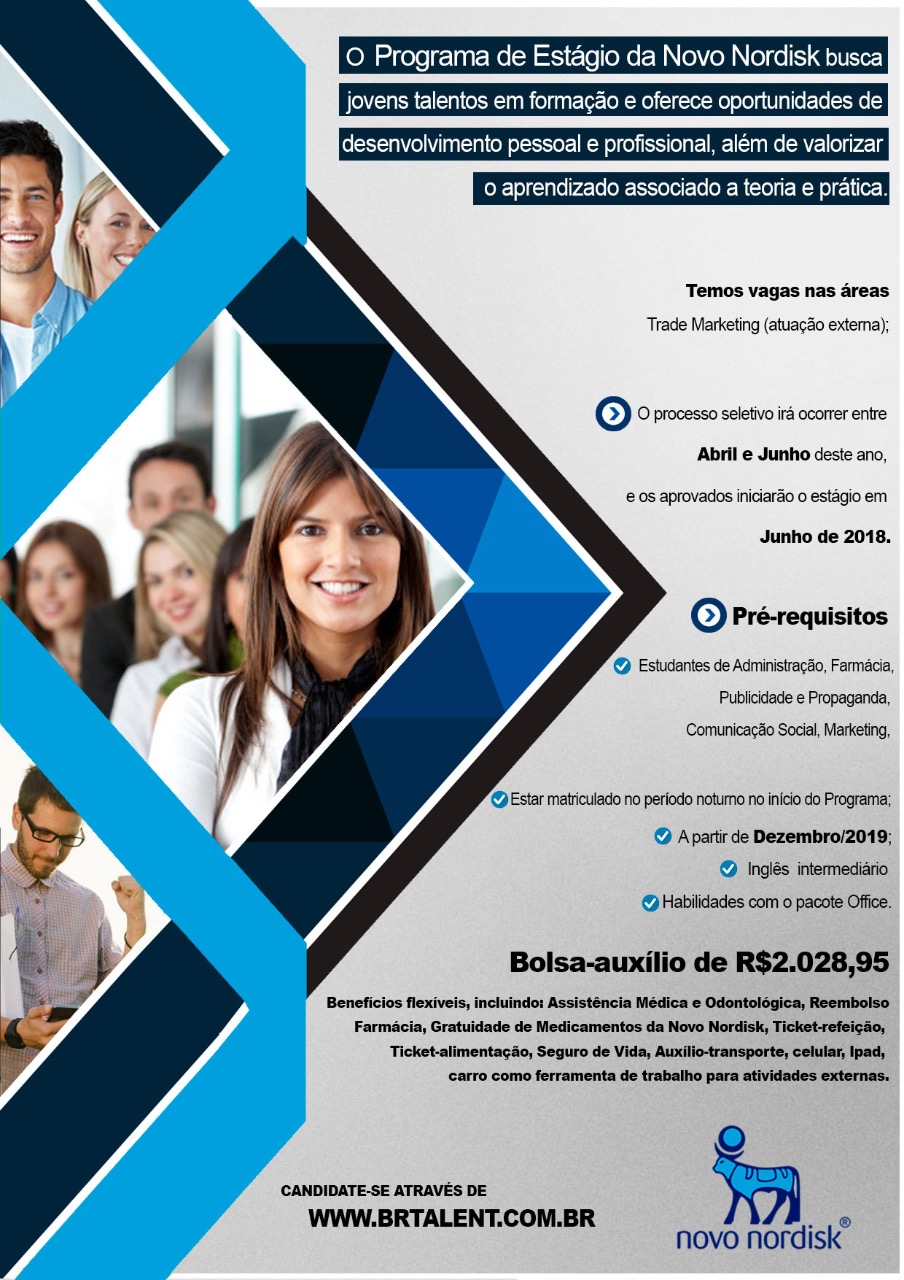 O Programa de Estágio da Novo Nordisk busca
jovens talentos em formação e oferece oportunidades de
desenvolvimento pessoal e profissional, além de valorizar
o aprendizado associado a teoria e prática.
Temos vagas nas áreas
Trade Marketing (atuação externa);
O processo seletivo irá ocorrer entre
Abril e Junho deste ano,
e os aprovados iniciarão o estágio em
Junho de 2018.
Pré-requisitos
Estudantes de Administração, Farmácia,
Publicidade e Propaganda,
Comunicação Social, Marketing,
Estar matriculado no período noturno no início do Programa;
A partir de Dezembro/2019;
Inglês intermediário
Habilidades com o pacote Office.
Bolsa-auxílio de R$2.028,95
Benefícios flexíveis, incluindo: Assistência Médica e Odontológica, Reembolso
Farmácia, Gratuidade de Medicamentos da Novo Nordisk, Ticket-refeição,
Ticket-alimentação, Seguro de Vida, Auxílio-transporte, celular, Ipad,
carro como ferramenta de trabalho para atividades externas.
CANDIDATE-SE ATRAVÉS DE
WWW.BRTALENT.COM.BR
novo nordisk®